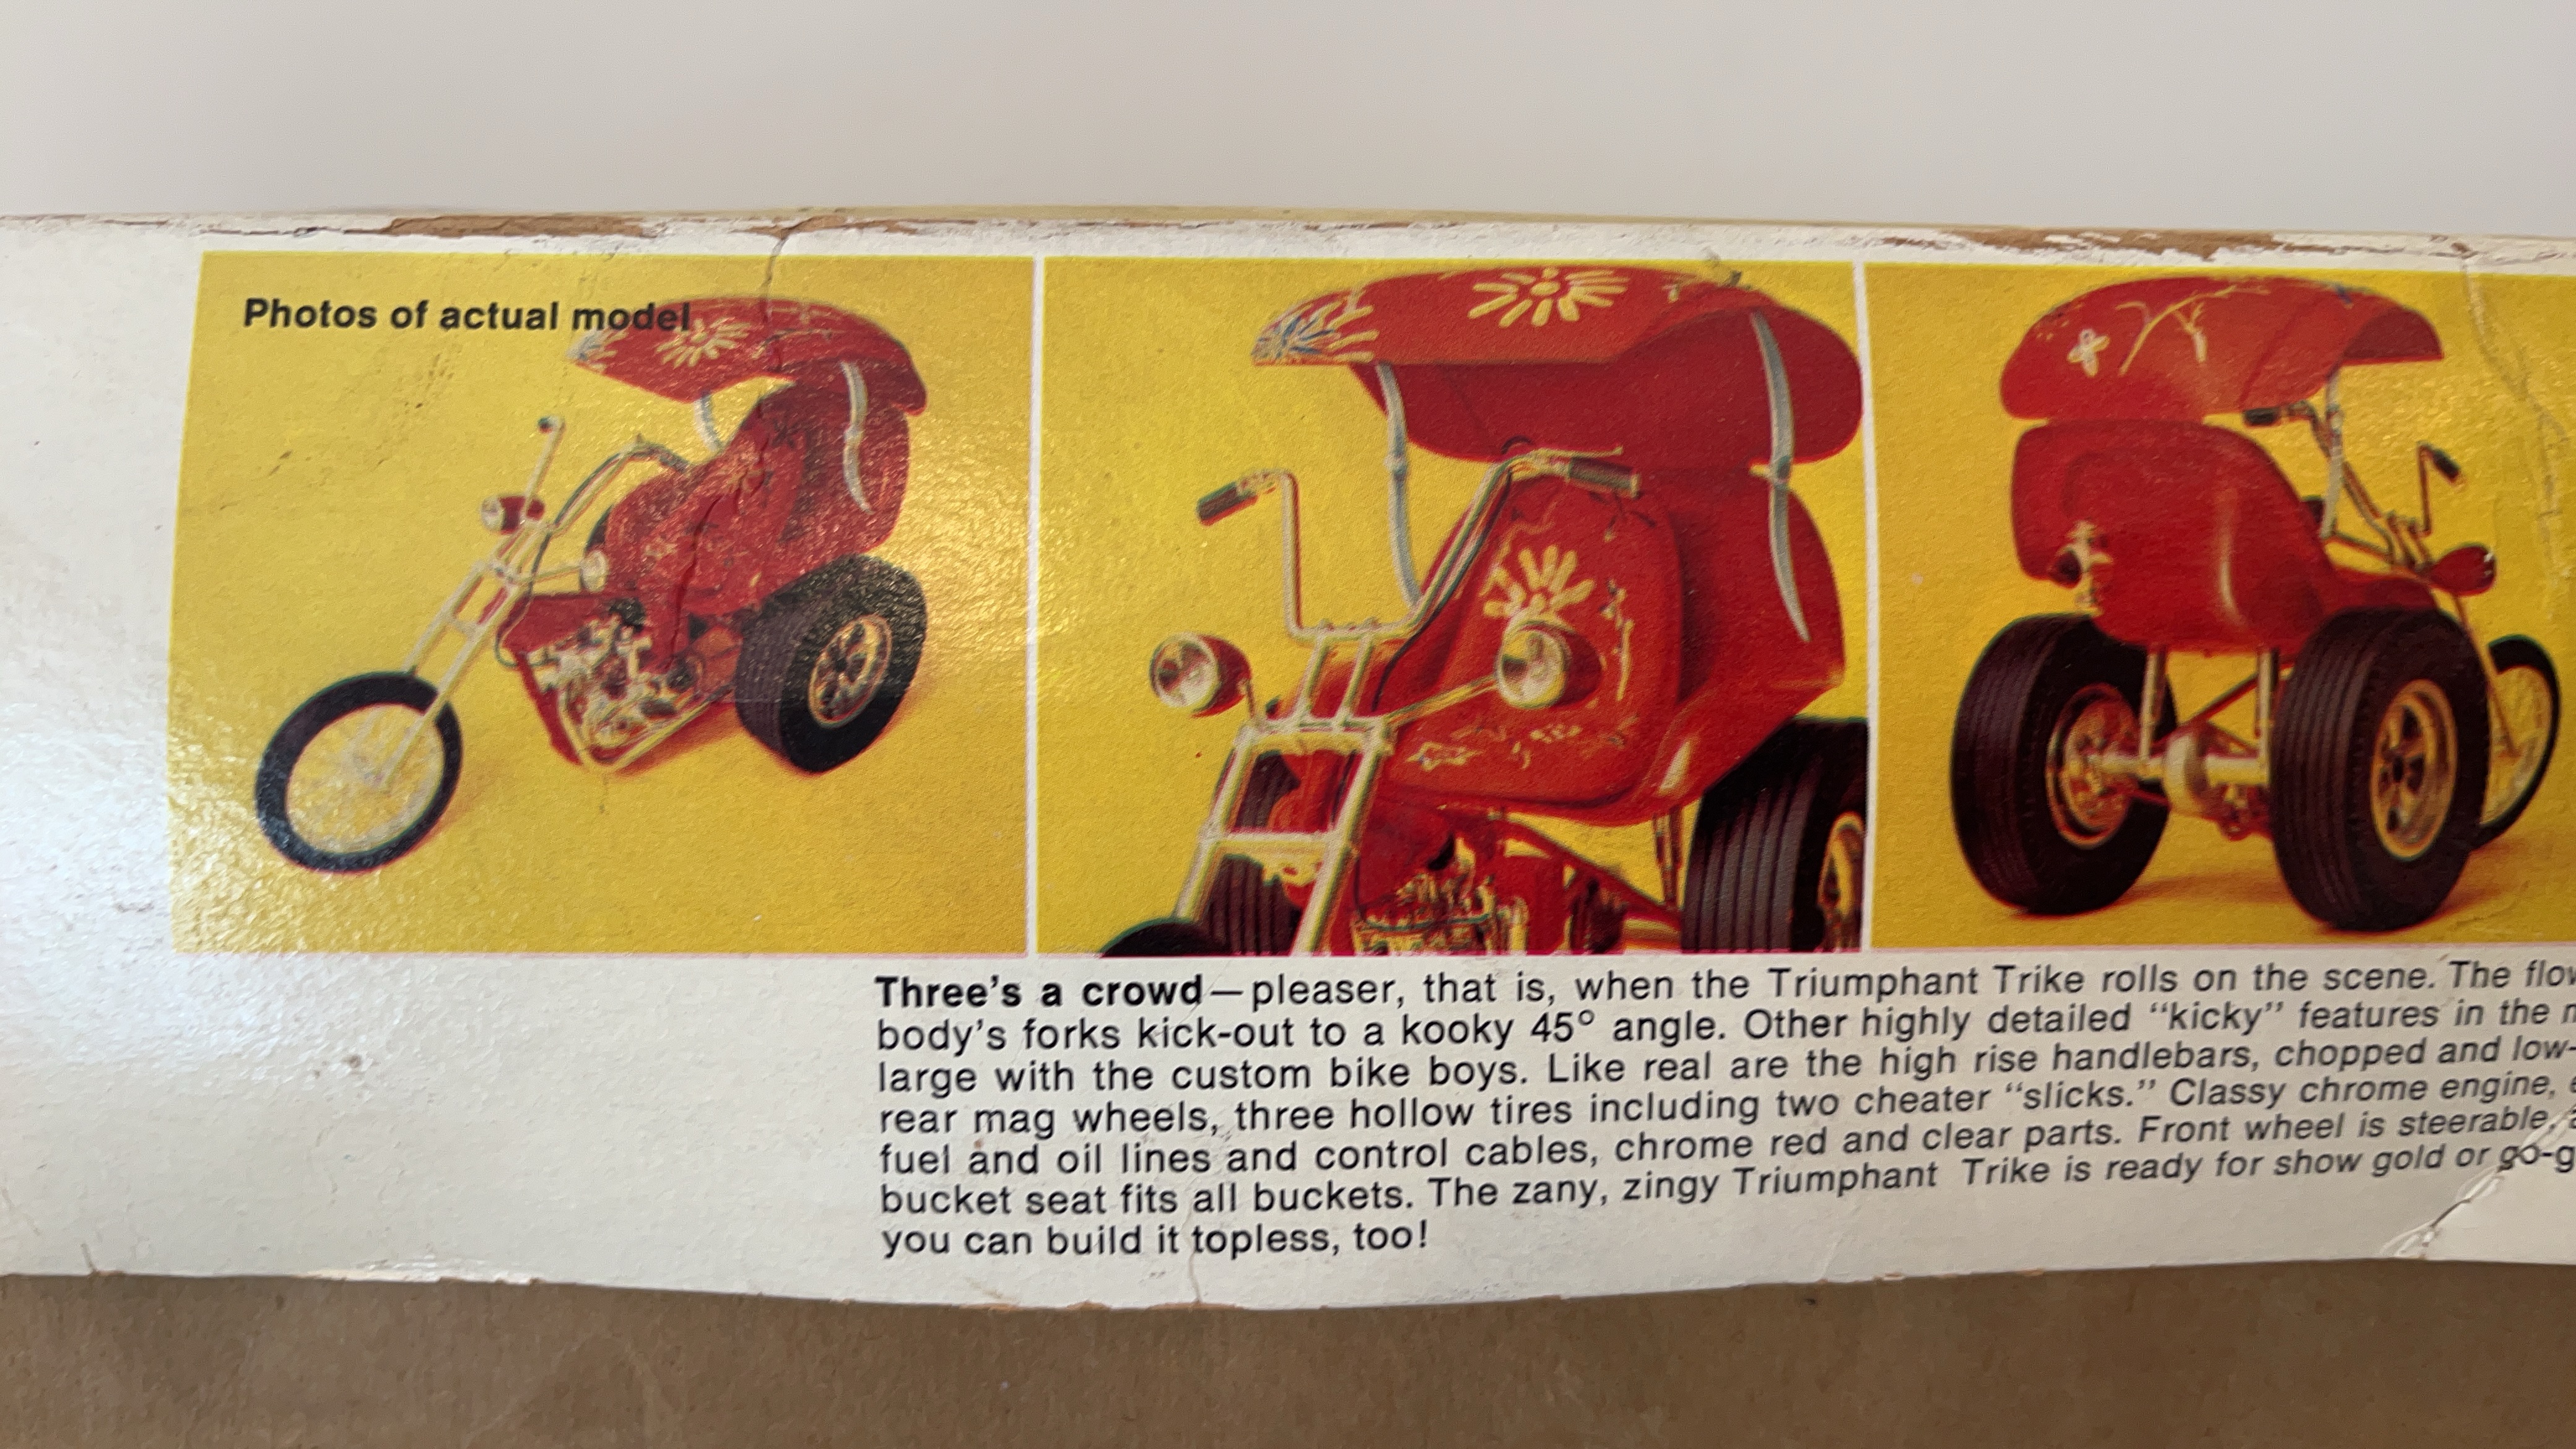 Photos of actual model
Three's a crowd—pleaser, that is, when the Triumphant Trike rolls on the scene. The
body's forks kick-out to a kooky 45° angle. Other highly detailed “kicky” features in the
large with the custom bike boys. Like real are the high rise handlebars, chopped and low-
rear mag wheels, three hollow tires including two cheater “slicks.” Classy chrome engine,
fuel and oil lines and control cables, chrome red and clear parts. Front wheel is steerable,
bucket seat fits all buckets. The zany, zingy Triumphant Trike is ready for show gold or
you can build it topless, too!